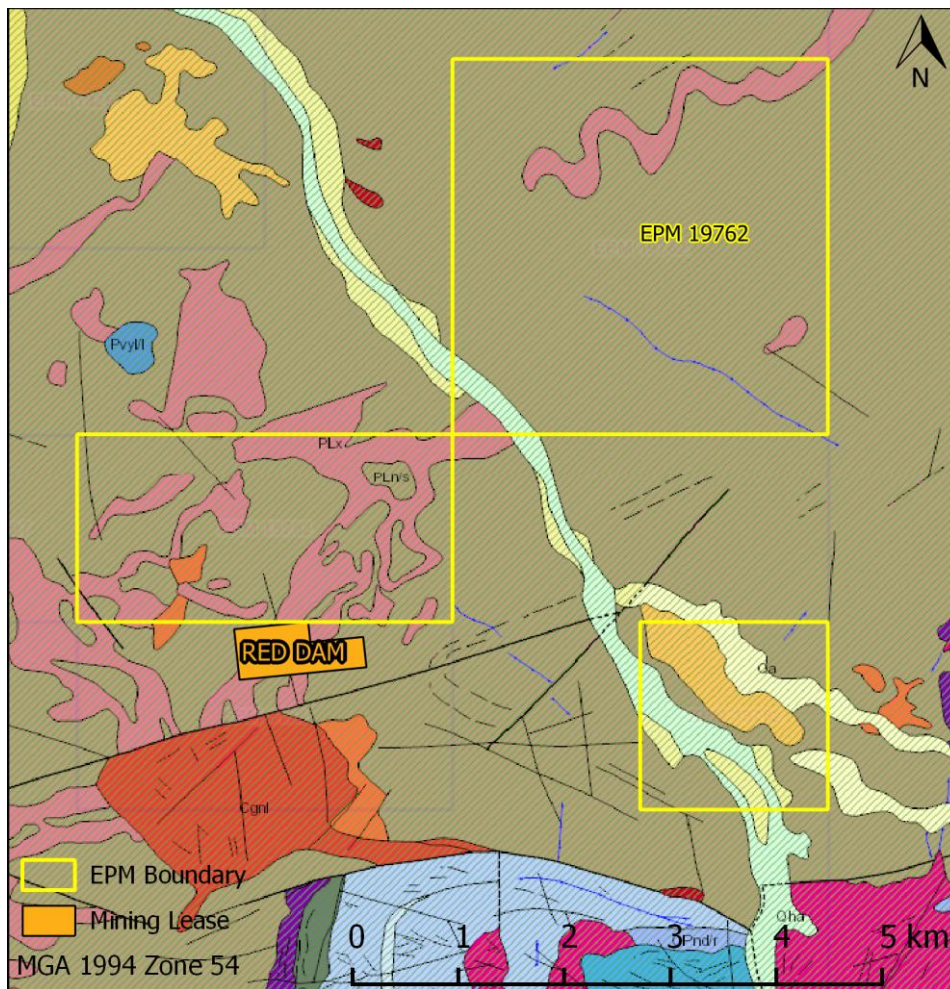 N
EPM 19762
Pvyl/l
PLx
PLn/s
RED DAM
Qa
Cgnl
EPM Boundary
Mining Lease
Qha
Pnd/r
0 1 2 3 4 5 km
MGA 1994 Zone 54